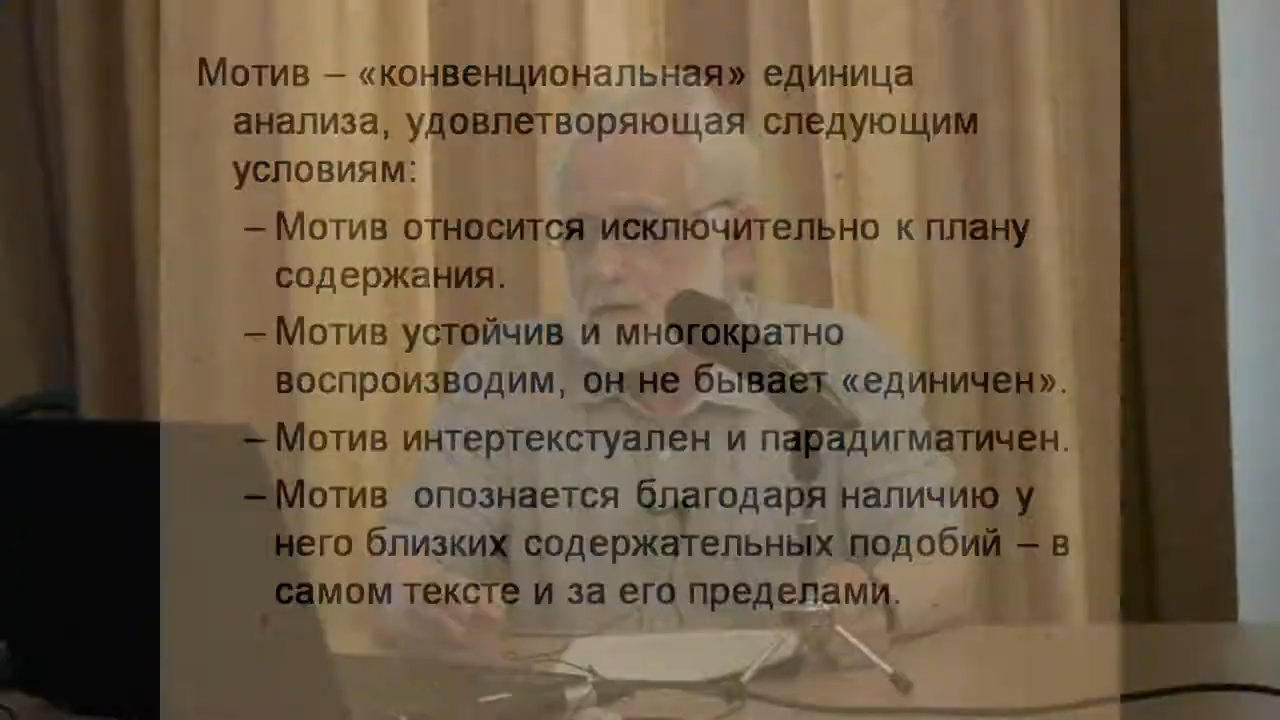 Мотив – «конвенциональная» единица
анализа, удовлетворяющая следующим
условиям:
– Мотив относится исключительно к плану
содержания.
– Мотив устойчив и многократно
воспроизводим, он не бывает «единичен».
– Мотив интертекстуален и парадигматичен.
– Мотив опознается благодаря наличию у
него близких содержательных подобий – в
самом тексте и за его пределами.